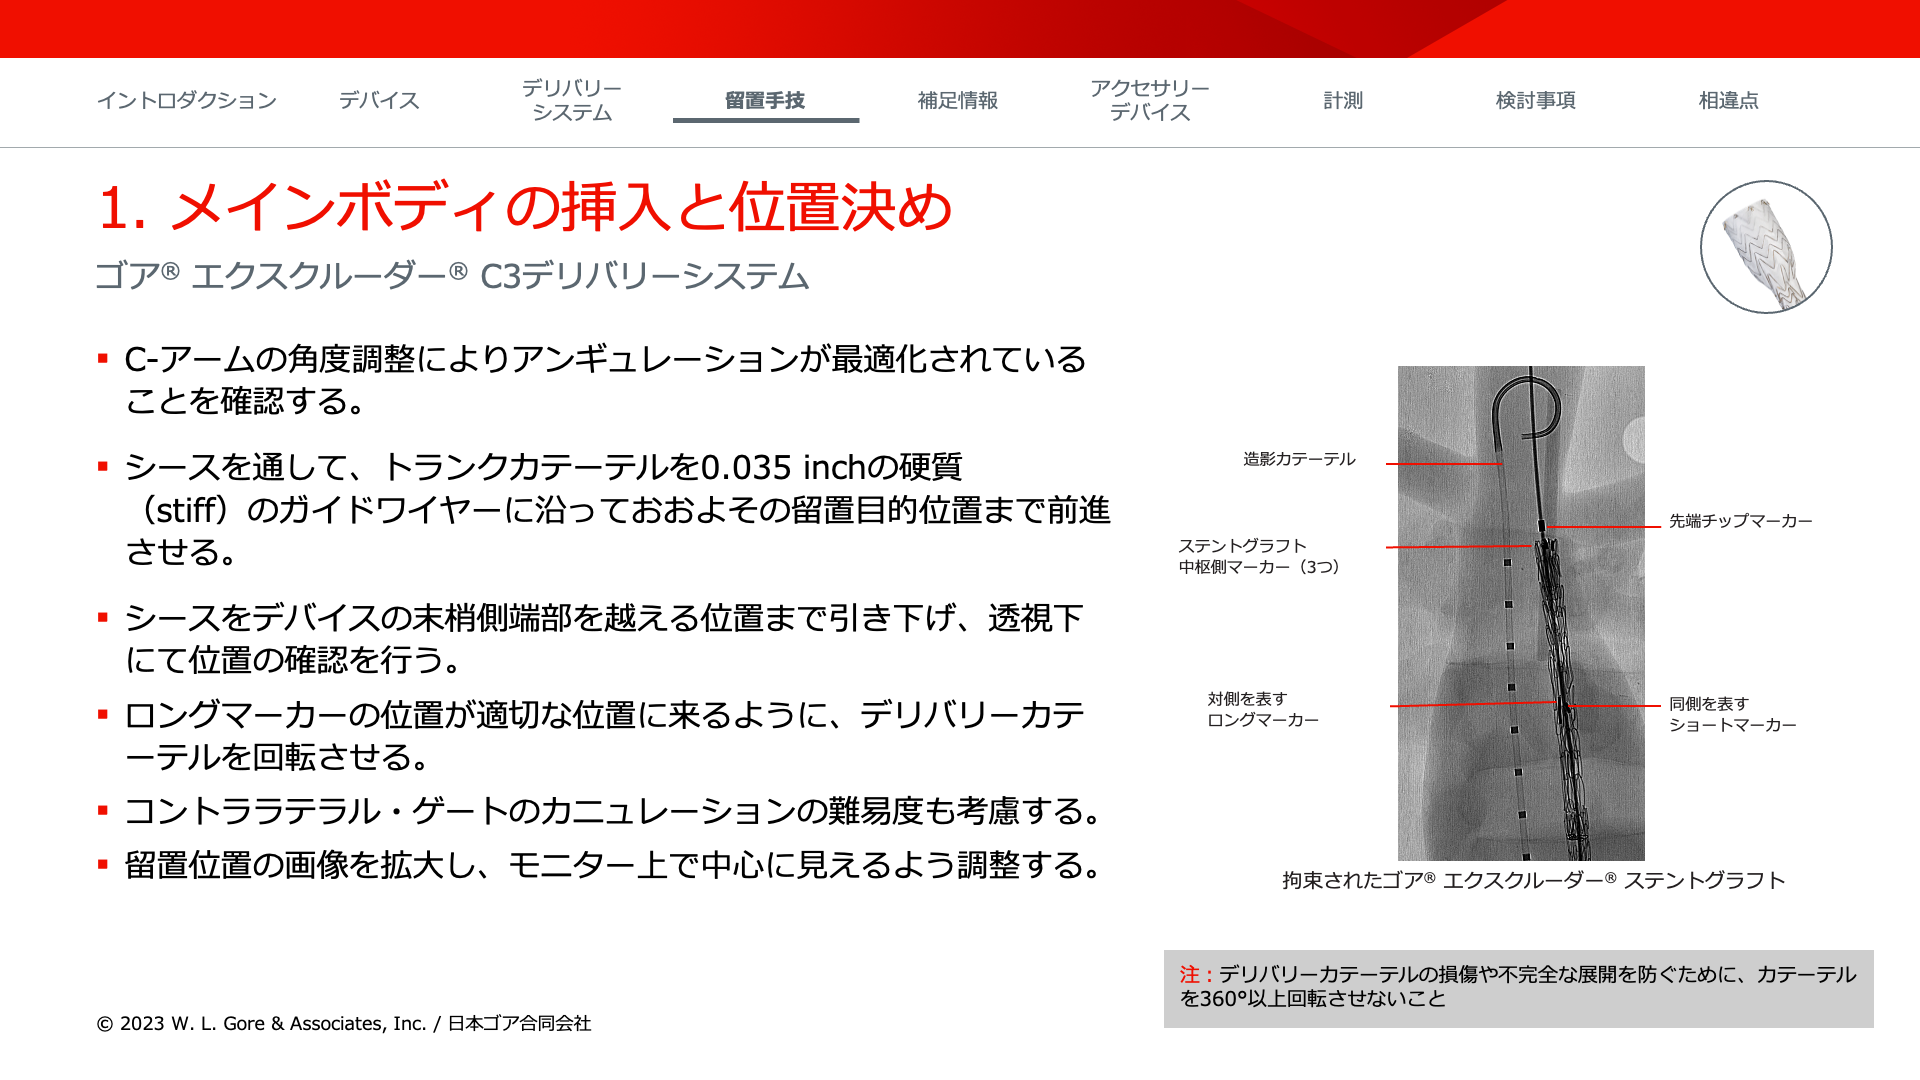 イントロダクション
デバイス
デリバリー
システム
留置手技
補足情報
アクセサリー
デバイス
計測
検討事項
相違点
1. メインボディの挿入と位置決め
ゴア® エクスクルーダー® C3デリバリーシステム
▪ C-アームの角度調整によりアンギュレーションが最適化されている
ことを確認する。
▪ シースを通して、トランクカテーテルを0.035 inchの硬質
（stiff）のガイドワイヤーに沿っておおよその留置目的位置まで前進
させる。
▪ シースをデバイスの末梢側端部を越える位置まで引き下げ、透視下
にて位置の確認を行う。
▪ ロングマーカーの位置が適切な位置に来るように、デリバリーカテ
ーテルを回転させる。
▪ コントララテラル・ゲートのカニュレーションの難易度も考慮する。
▪ 留置位置の画像を拡大し、モニター上で中心に見えるよう調整する。
造影カテーテル
先端チップマーカー
ステントグラフト
中枢側マーカー（3つ）
対側を表す
ロングマーカー
同側を表す
ショートマーカー
拘束されたゴア® エクスクルーダー® ステントグラフト
注：デリバリーカテーテルの損傷や不完全な展開を防ぐために、カテーテル
を360°以上回転させないこと
© 2023 W. L. Gore & Associates, Inc. / 日本ゴア合同会社